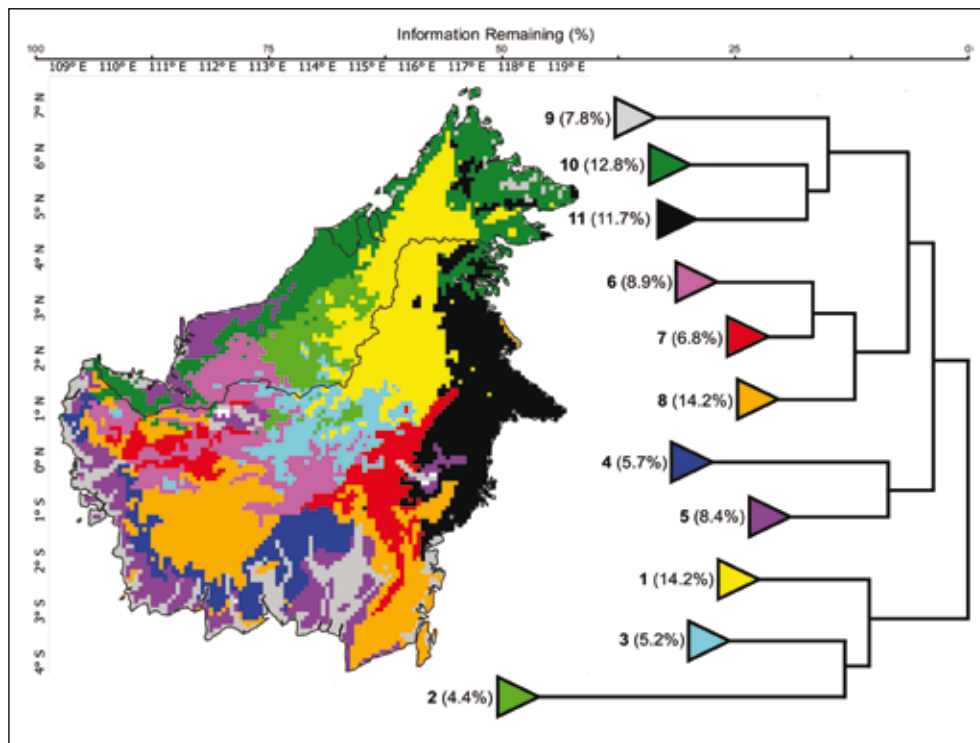 Information Remaining (%)
100 75 50 25 0
109° E 110° E 111° E 112° E 113° E 114° E 115° E 116° E 117° E 118° E 119° E
7° N
6° N
5° N
4° N
3° N
2° N
1° N
0° N
1° S
2° S
3° S
4° S
9 (7.8%)
10 (12.8%)
11 (11.7%)
6 (8.9%)
7 (6.8%)
8 (14.2%)
4 (5.7%)
5 (8.4%)
1 (14.2%)
3 (5.2%)
2 (4.4%)